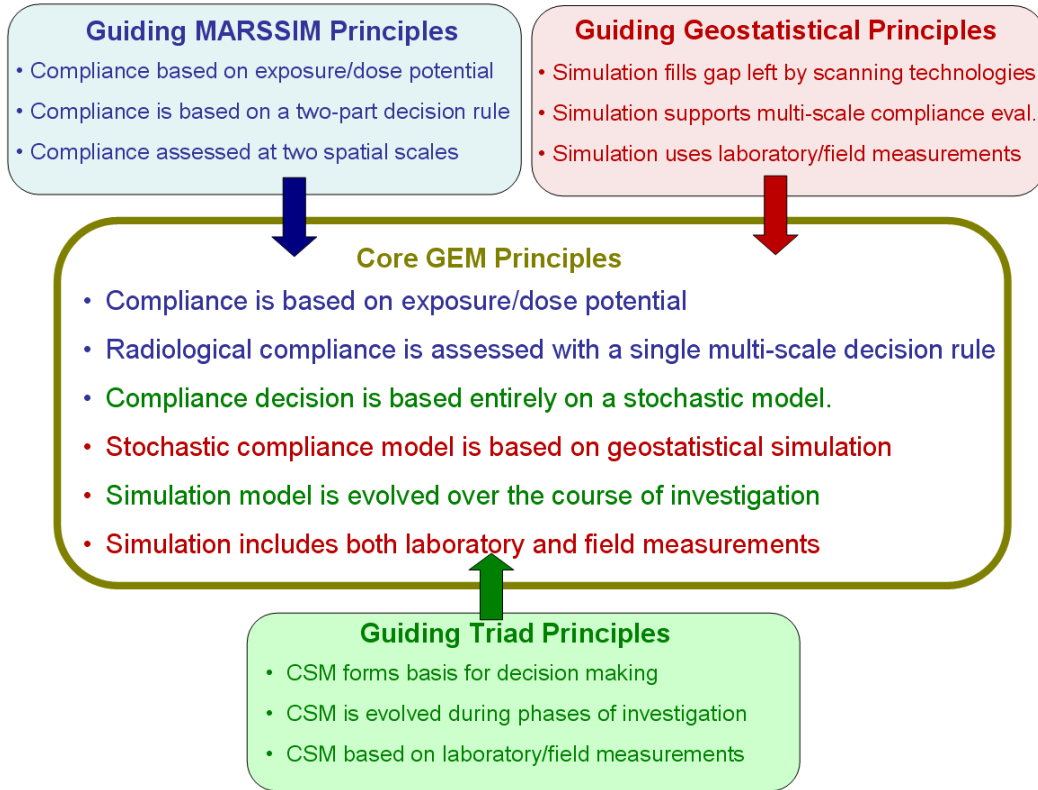 Guiding MARSSIM Principles
• Compliance based on exposure/dose potential
• Compliance is based on a two-part decision rule
• Compliance assessed at two spatial scales
Guiding Geostatistical Principles
• Simulation fills gap left by scanning technologies
• Simulation supports multi-scale compliance eval.
• Simulation uses laboratory/field measurements
Core GEM Principles
• Compliance is based on exposure/dose potential
• Radiological compliance is assessed with a single multi-scale decision rule
• Compliance decision is based entirely on a stochastic model.
• Stochastic compliance model is based on geostatistical simulation
• Simulation model is evolved over the course of investigation
• Simulation includes both laboratory and field measurements
Guiding Triad Principles
• CSM forms basis for decision making
• CSM is evolved during phases of investigation
• CSM based on laboratory/field measurements